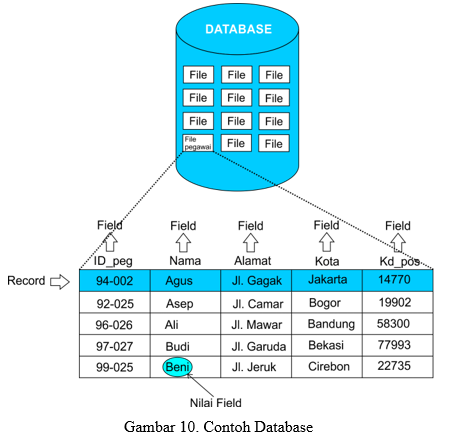 DATABASE
File File File
File File File
File File File
File pegawai File File
Field Field Field Field Field
ID_peg Nama Alamat Kota Kd_pos
Record 94-002 Agus Jl. Gagak Jakarta 14770
92-025 Asep Jl. Camar Bogor 19902
96-026 Ali Jl. Mawar Bandung 58300
97-027 Budi Jl. Garuda Bekasi 77993
99-025 Beni Jl. Jeruk Cirebon 22735
Nilai Field
Gambar 10. Contoh Database